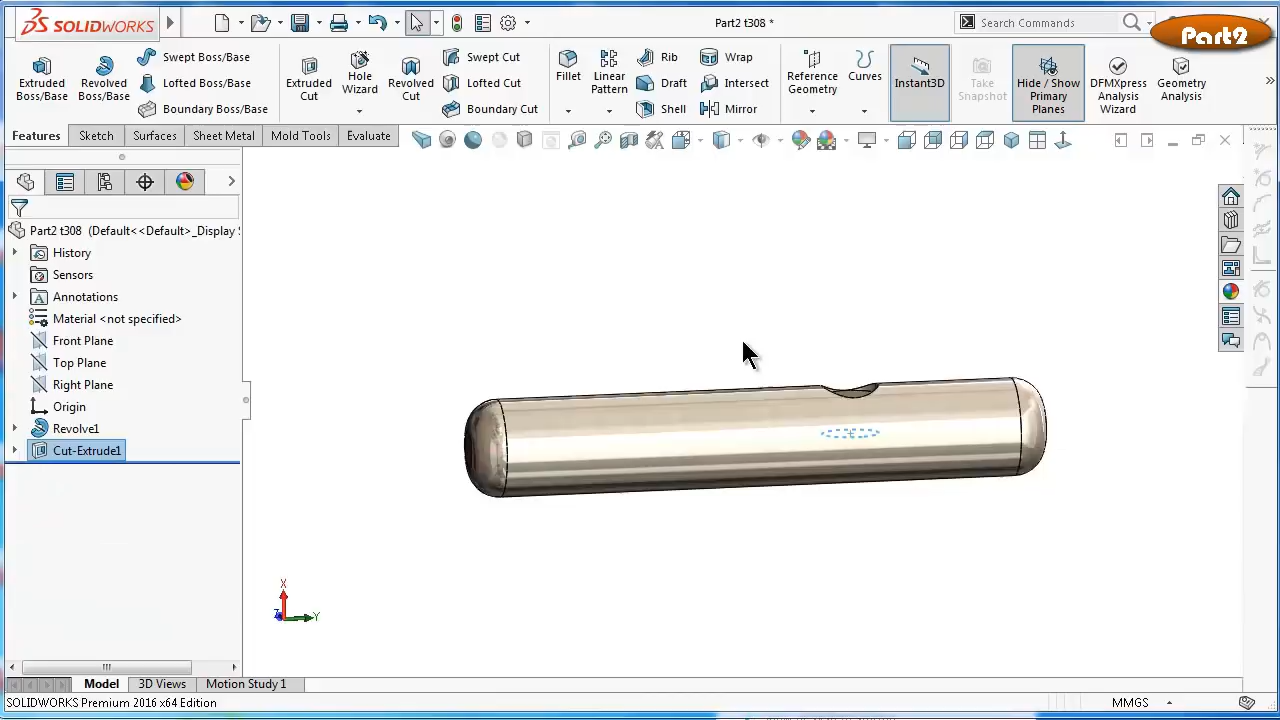 SOLIDWORKS
Part2 t308 *
Search Commands
Part2
Extruded Boss/Base
Revolved Boss/Base
Swept Boss/Base
Lofted Boss/Base
Boundary Boss/Base
Extruded Cut
Hole Wizard
Revolved Cut
Swept Cut
Lofted Cut
Boundary Cut
Fillet
Linear Pattern
Rib
Draft
Shell
Wrap
Intersect
Mirror
Reference Geometry
Curves
Instant3D
Take Snapshot
Hide / Show Primary Planes
DFMXpress Analysis Wizard
Geometry Analysis
Features
Sketch
Surfaces
Sheet Metal
Mold Tools
Evaluate
Part2 t308 (Default<<Default>_Display
History
Sensors
Annotations
Material <not specified>
Front Plane
Top Plane
Right Plane
Origin
Revolve1
Cut-Extrude1
X
Z
Y
Model
3D Views
Motion Study 1
SOLIDWORKS Premium 2016 x64 Edition
MMGS